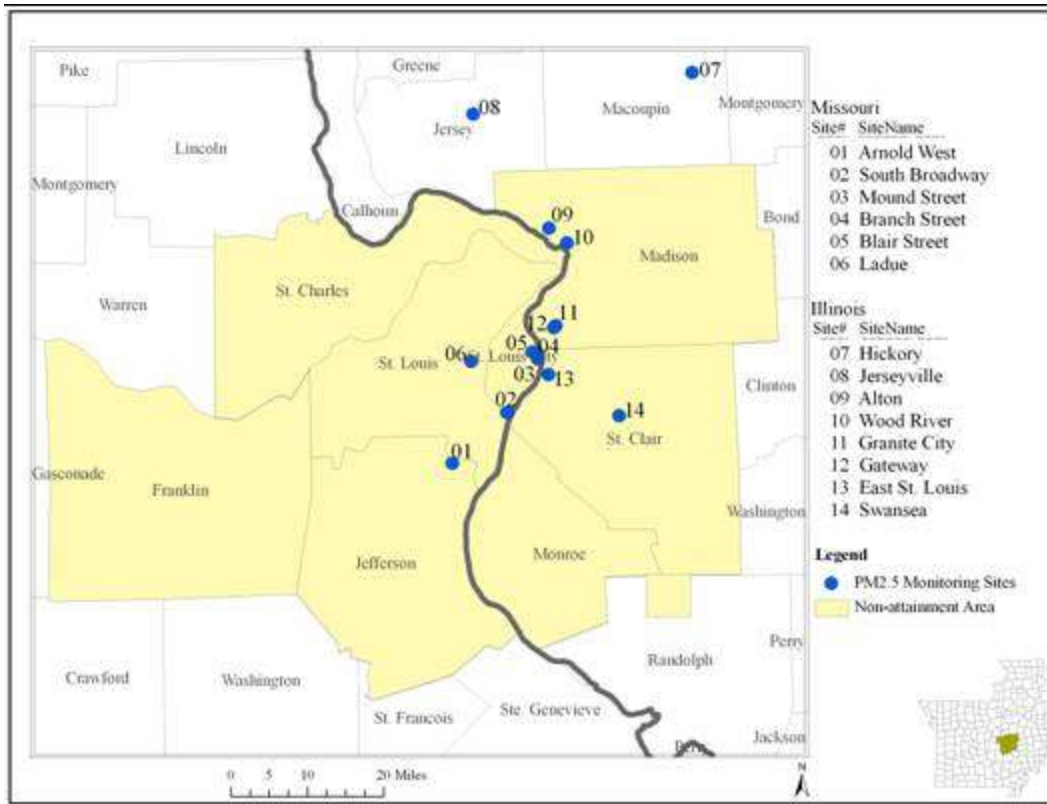 Greene
Pike
07
Macoupin
Montgomery
08
Jersey
Lincoln
Montgomery
Calhoun
09
Bond
10
Madison
St. Charles
Warren
11
12
05
04
St. Louis City
06
St. Louis
03
13
Clinton
02
14
St. Clair
01
Gasconade
Franklin
Washington
Jefferson
Monroe
Perry
Randolph
Crawford
Washington
Ste. Genevieve
St. Francois
Jackson
Perry
0 5 10 20 Miles
N
Missouri
Site# SiteName
01 Arnold West
02 South Broadway
03 Mound Street
04 Branch Street
05 Blair Street
06 Ladue
Illinois
Site# SiteName
07 Hickory
08 Jerseyville
09 Alton
10 Wood River
11 Granite City
12 Gateway
13 East St. Louis
14 Swansea
Legend
PM2.5 Monitoring Sites
Non-attainment Area